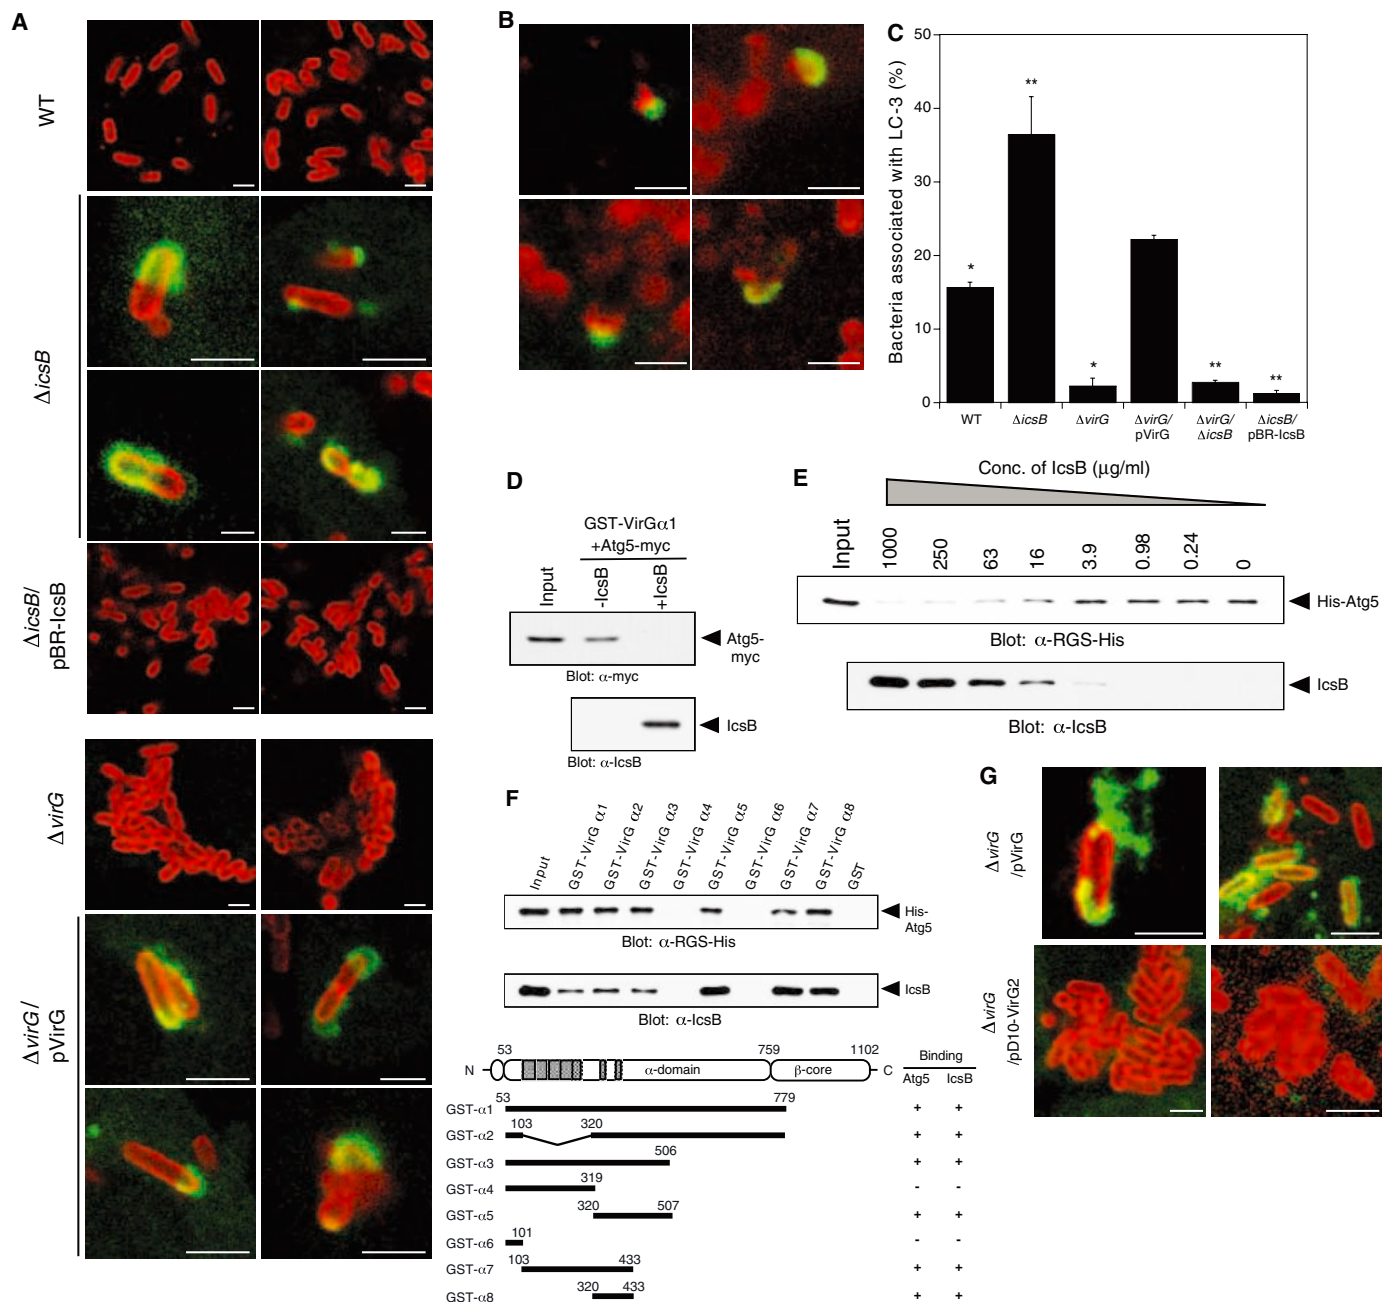 A
WT
ΔicsB
ΔicsB/
pBR-IcsB
ΔvirG
ΔvirG/
pVirG
B
C
Bacteria associated with LC-3 (%)
50
40
30
20
10
0
*
**
*
**
**
WT
ΔicsB
ΔvirG
ΔvirG/
pVirG
ΔvirG/
ΔicsB
ΔicsB/
pBR-IcsB
D
GST-VirGα1
+Atg5-myc
Input
-IcsB
+IcsB
Atg5-
myc
Blot: α-myc
IcsB
Blot: α-IcsB
E
Conc. of IcsB (μg/ml)
Input
1000
250
63
16
3.9
0.98
0.24
0
His-Atg5
Blot: α-RGS-His
IcsB
Blot: α-IcsB
F
Input
GST-VirG α1
GST-VirG α2
GST-VirG α3
GST-VirG α4
GST-VirG α5
GST-VirG α6
GST-VirG α7
GST-VirG α8
GST
His-
Atg5
Blot: α-RGS-His
IcsB
Blot: α-IcsB
53 759 1102
N α-domain β-core C
Binding
Atg5 IcsB
53 779
GST-α1 + +
103 320
GST-α2 + +
506
GST-α3 + +
319
GST-α4 - -
320 507
GST-α5 + +
101
GST-α6 - -
103 433
GST-α7 + +
320 433
GST-α8 + +
G
ΔvirG
/pVirG
ΔvirG
/pD10-VirG2